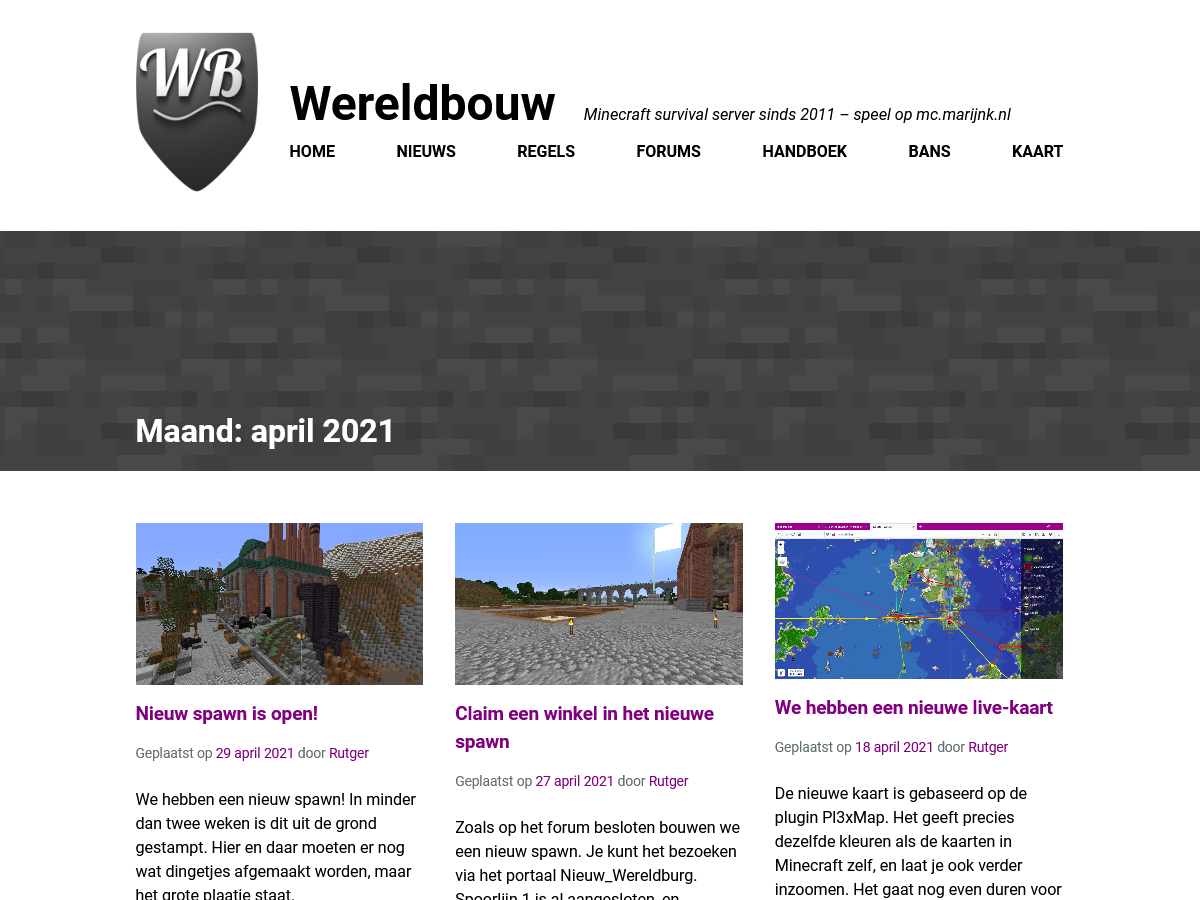 WB
Wereldbouw
Minecraft survival server sinds 2011 – speel op mc.marijnk.nl
HOME NIEUWS REGELS FORUMS HANDBOEK BANS KAART
Maand: april 2021
Nieuw spawn is open!
Geplaatst op 29 april 2021 door Rutger
We hebben een nieuw spawn! In minder
dan twee weken is dit uit de grond
gestampt. Hier en daar moeten er nog
wat dingetjes afgemaakt worden, maar
het grote plaatje staat.
Claim een winkel in het nieuwe
spawn
Geplaatst op 27 april 2021 door Rutger
Zoals op het forum besloten bouwen we
een nieuw spawn. Je kunt het bezoeken
via het portaal Nieuw_Wereldburg.
Spoorlijn 1 is al aangesloten, en
We hebben een nieuwe live-kaart
Geplaatst op 18 april 2021 door Rutger
De nieuwe kaart is gebaseerd op de
plugin Pl3xMap. Het geeft precies
dezelfde kleuren als de kaarten in
Minecraft zelf, en laat je ook verder
inzoomen. Het gaat nog even duren voor